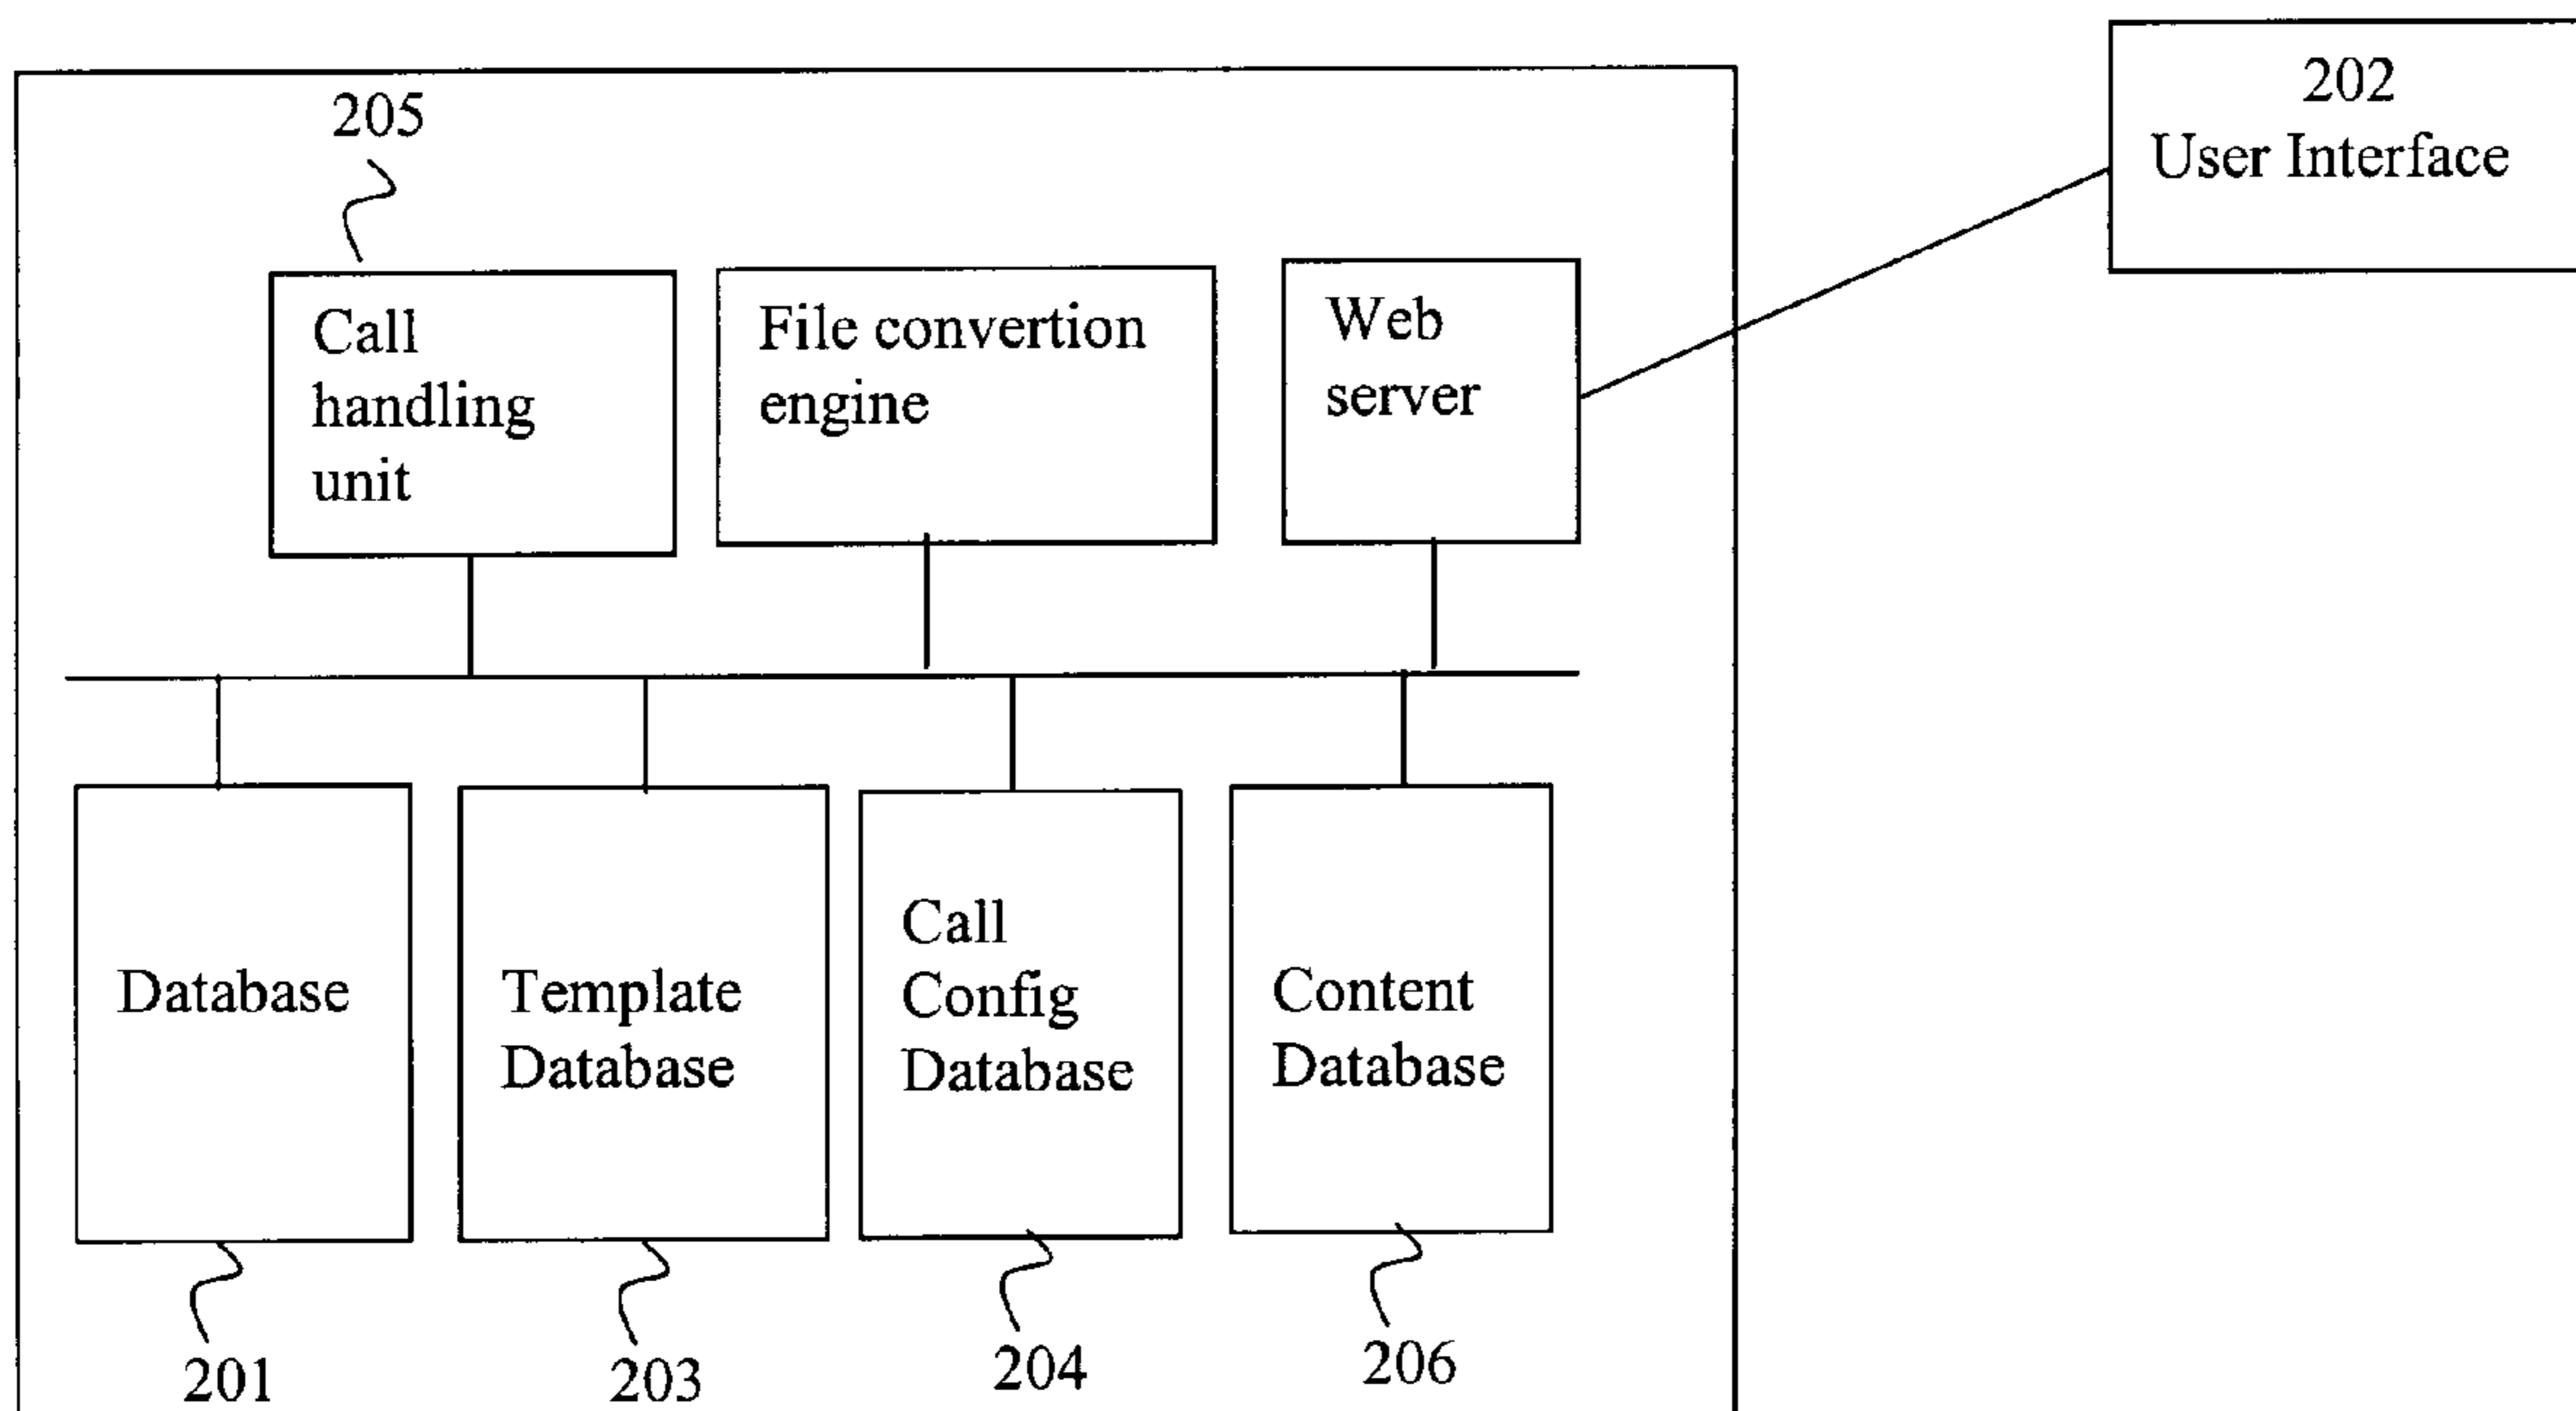 202
User Interface
205
Call
handling
unit
File convertion
engine
Web
server
Database
Template
Database
Call
Config
Database
Content
Database
201
203
204
206